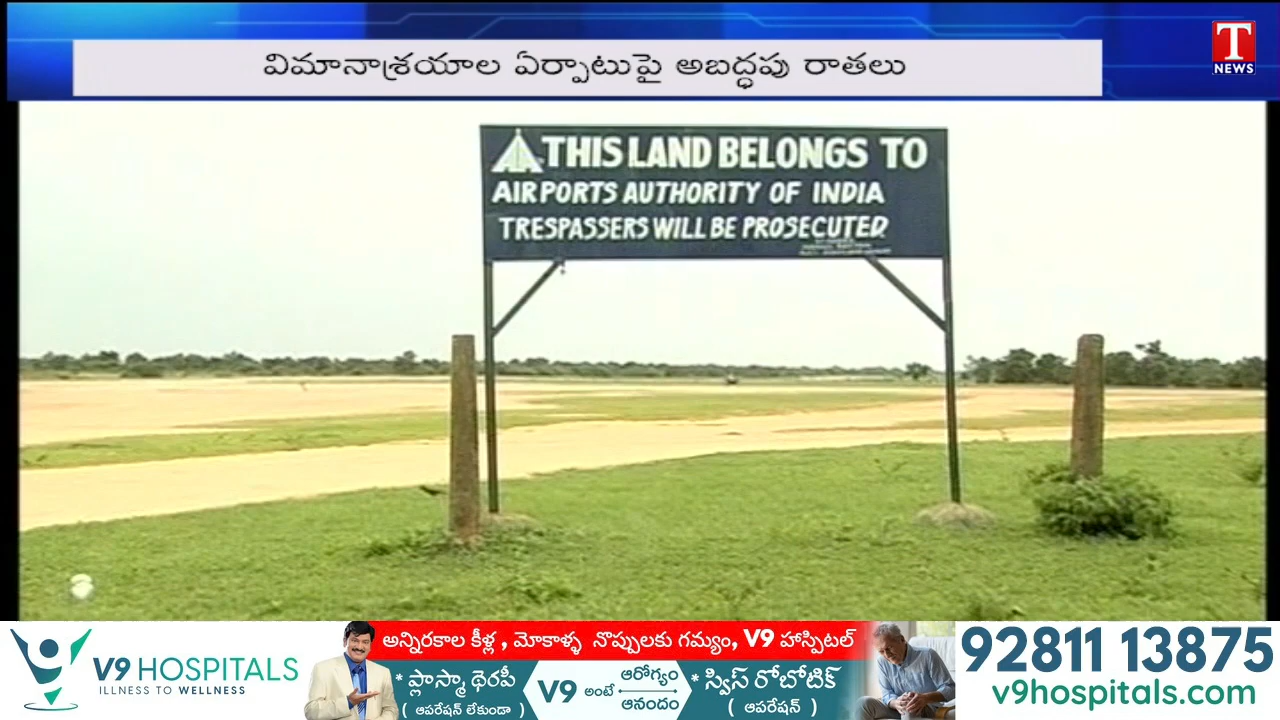 విమానాశ్రయాల ఏర్పాటుపై అబద్ధపు రాతలు
T
NEWS
THIS LAND BELONGS TO
AIRPORTS AUTHORITY OF INDIA
TRESPASSERS WILL BE PROSECUTED
V9 HOSPITALS
ILLNESS TO WELLNESS
అన్నిరకాల కీళ్ల , మోకాళ్ళ నొప్పులకు గమ్యం, V9 హాస్పిటల్
* ప్లాస్మా థెరపీ
( ఆపరేషన్ లేకుండా )
V9 అంటే
ఆరోగ్యం
ఆనందం
* స్విస్ రోబోటిక్
( ఆపరేషన్ )
92811 13875
v9hospitals.com